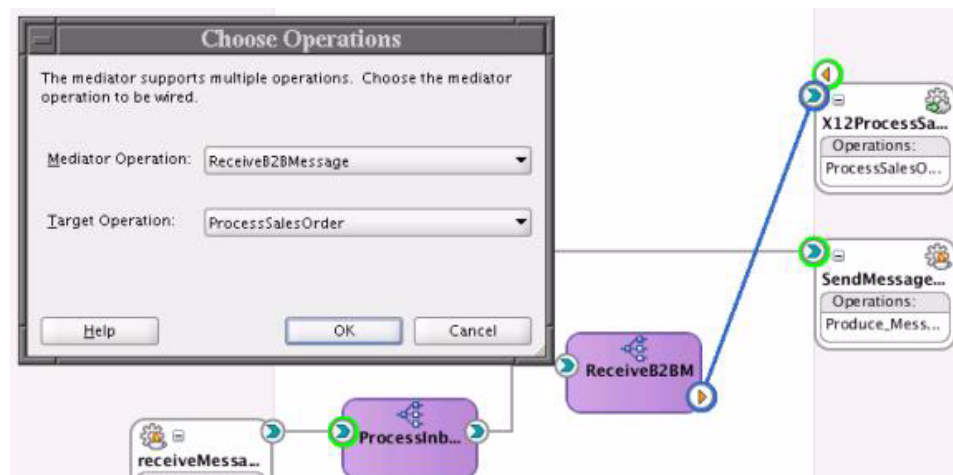 Choose Operations
The mediator supports multiple operations.  Choose the mediator
operation to be wired.
Mediator Operation:
ReceiveB2BMessage
Target Operation:
ProcessSalesOrder
Help
OK
Cancel
X12ProcessSa...
Operations:
ProcessSalesO...
SendMessage...
Operations:
Produce_Mess...
ReceiveB2BM
ProcessInb...
receiveMessa...